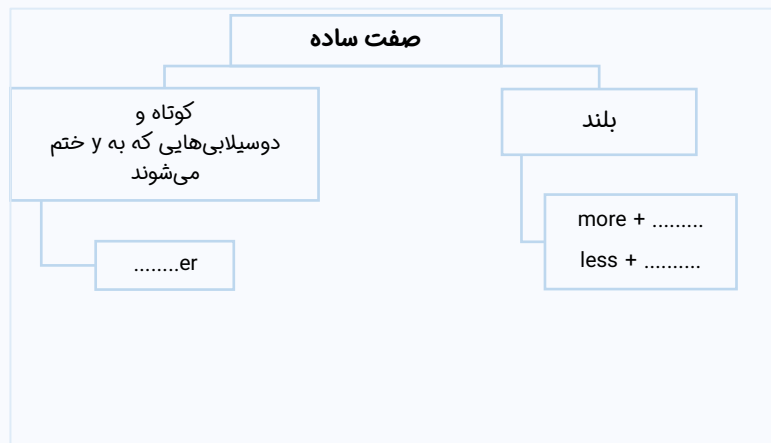 صفت ساده
کوتاه و
دوسیلابی‌هایی که به y ختم
می‌شوند
........er
بلند
more + .........
less + ..........